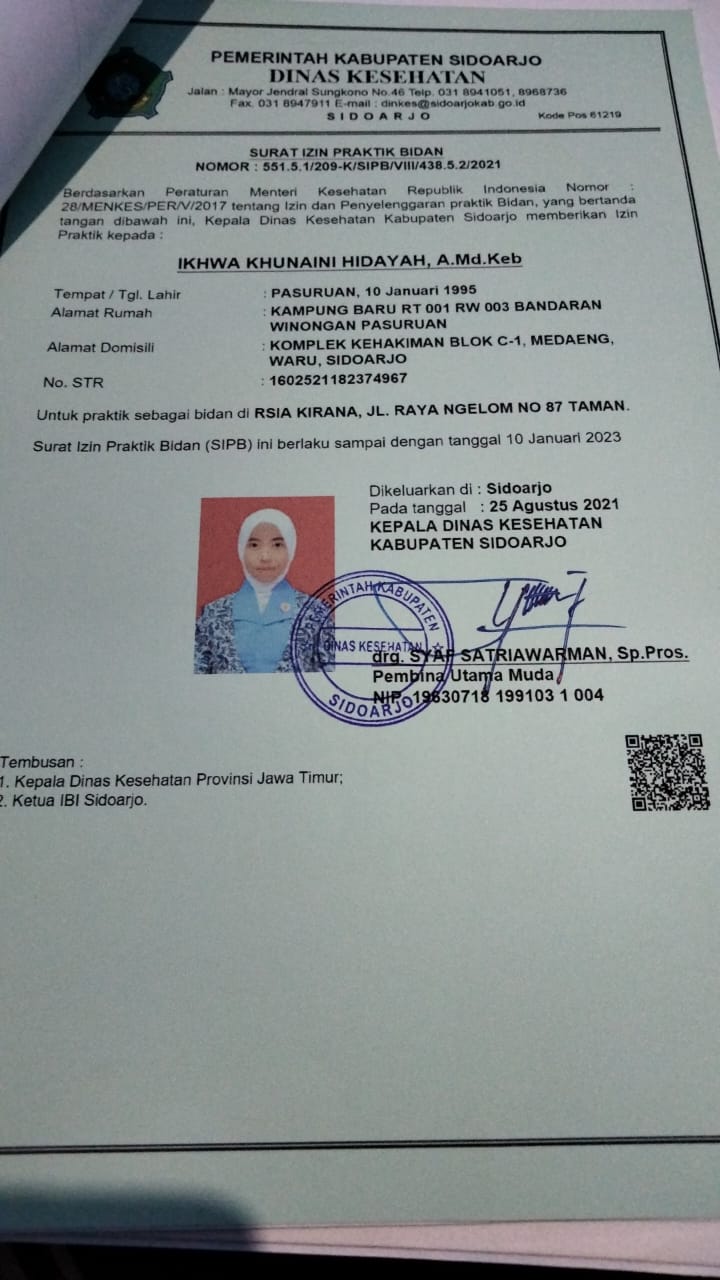 PEMERINTAH KABUPATEN SIDOARJO
DINAS KESEHATAN
Jalan : Mayor Jendral Sungkono No.46 Telp. 031 8941051, 8968736
Fax. 031 8947911 E-mail : dinkes@sidoarjokab.go.id
SIDOARJO Kode Pos 61219
SURAT IZIN PRAKTIK BIDAN
NOMOR : 551.5.1/209-K/SIPB/VIII/438.5.2/2021
Berdasarkan Peraturan Menteri Kesehatan Republik Indonesia Nomor :
28/MENKES/PER/V/2017 tentang Izin dan Penyelenggaran praktik Bidan, yang bertanda
tangan dibawah ini, Kepala Dinas Kesehatan Kabupaten Sidoarjo memberikan Izin
Praktik kepada :
IKHWA KHUNAINI HIDAYAH, A.Md.Keb
Tempat / Tgl. Lahir : PASURUAN, 10 Januari 1995
Alamat Rumah : KAMPUNG BARU RT 001 RW 003 BANDARAN
WINONGAN PASURUAN
Alamat Domisili : KOMPLEK KEHAKIMAN BLOK C-1, MEDAENG,
WARU, SIDOARJO
No. STR : 1602521182374967
Untuk praktik sebagai bidan di RSIA KIRANA, JL. RAYA NGELOM NO 87 TAMAN.
Surat Izin Praktik Bidan (SIPB) ini berlaku sampai dengan tanggal 10 Januari 2023
Dikeluarkan di : Sidoarjo
Pada tanggal : 25 Agustus 2021
KEPALA DINAS KESEHATAN
KABUPATEN SIDOARJO
PEMERINTAH KABUPATEN
DINAS KESEHATAN
SIDOARJO
drg. SYAF SATRIAWARMAN, Sp.Pros.
Pembina Utama Muda
NIP. 19630718 199103 1 004
Tembusan :
1. Kepala Dinas Kesehatan Provinsi Jawa Timur;
2. Ketua IBI Sidoarjo.